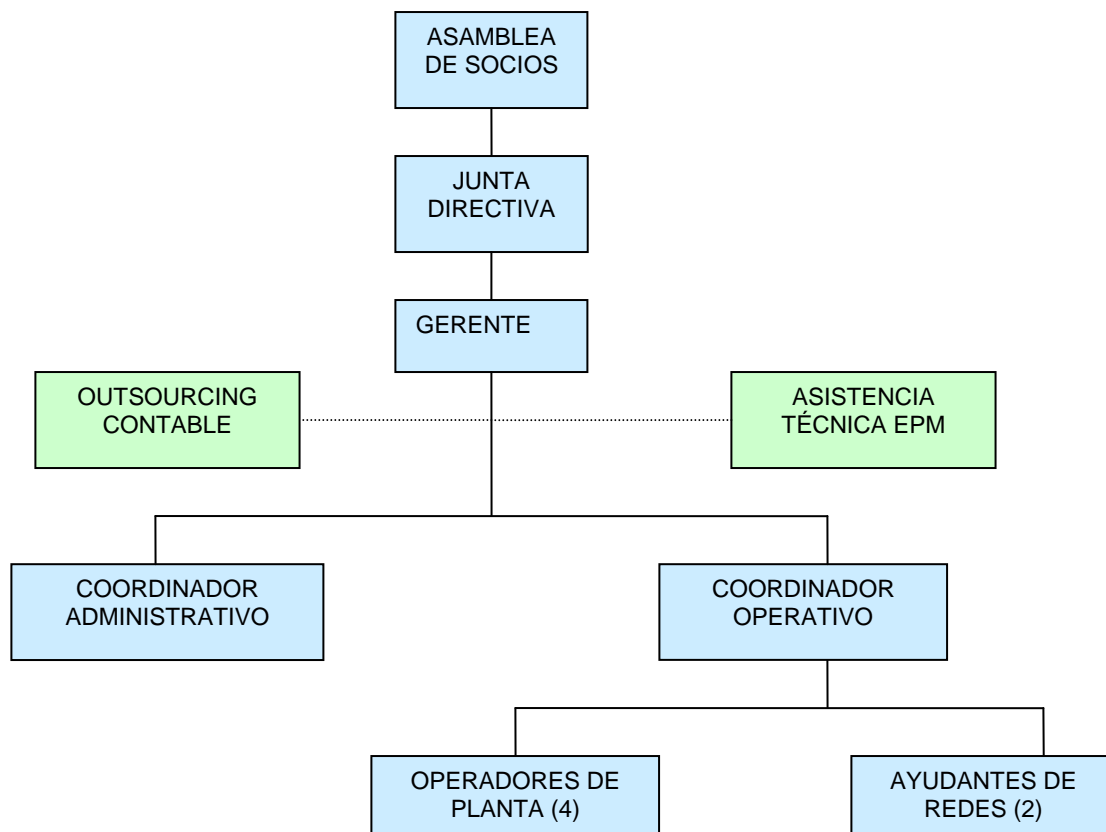 ASAMBLEA
DE SOCIOS
JUNTA
DIRECTIVA
GERENTE
OUTSOURCING
CONTABLE
ASISTENCIA
TÉCNICA EPM
COORDINADOR
ADMINISTRATIVO
COORDINADOR
OPERATIVO
OPERADORES DE
PLANTA (4)
AYUDANTES DE
REDES (2)